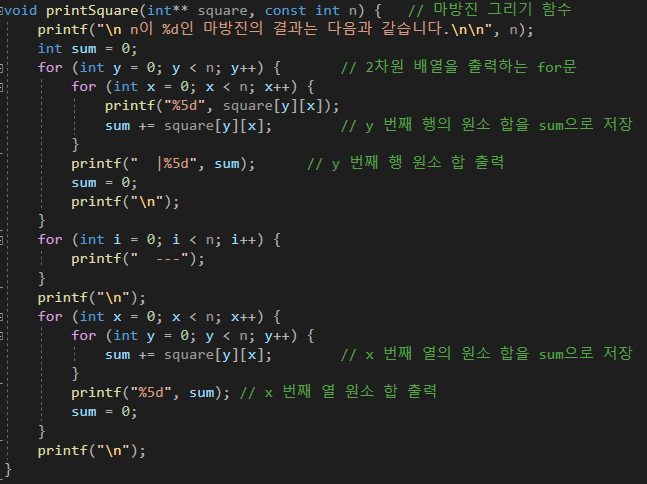 void printSquare(int** square, const int n) {   // 마방진 그리기 함수
    printf("\n n이 %d인 마방진의 결과는 다음과 같습니다.\n\n", n);
    int sum = 0;
    for (int y = 0; y < n; y++) {       // 2차원 배열을 출력하는 for문
        for (int x = 0; x < n; x++) {
            printf("%5d", square[y][x]);
            sum += square[y][x];        // y 번째 행의 원소 합을 sum으로 저장
        }
        printf("  |%5d", sum);      // y 번째 행 원소 합 출력
        sum = 0;
        printf("\n");
    }
    for (int i = 0; i < n; i++) {
        printf("  ---");
    }
    printf("\n");
    for (int x = 0; x < n; x++) {
        for (int y = 0; y < n; y++) {
            sum += square[y][x];        // x 번째 열의 원소 합을 sum으로 저장
        }
        printf("%5d", sum); // x 번째 열 원소 합 출력
        sum = 0;
    }
    printf("\n");
}